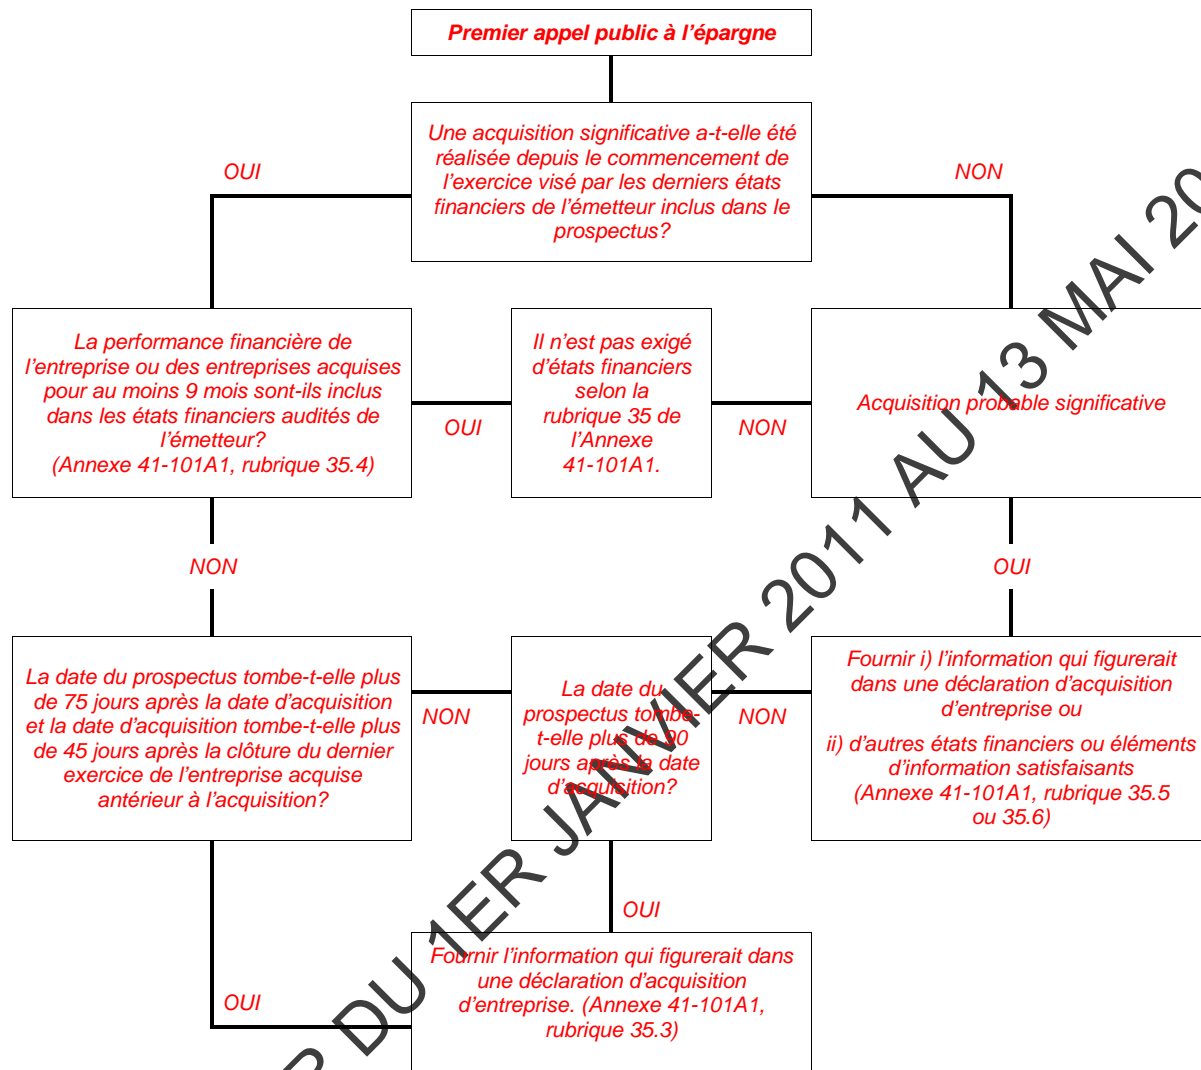 Premier appel public à l’épargne
Une acquisition significative a-t-elle été
réalisée depuis le commencement de
l’exercice visé par les derniers états
financiers de l’émetteur inclus dans le
prospectus?
OUI
NON
La performance financière de
l’entreprise ou des entreprises acquises
pour au moins 9 mois sont-ils inclus
dans les états financiers audités de
l’émetteur?
(Annexe 41-101A1, rubrique 35.4)
OUI
Il n’est pas exigé
d’états financiers
selon la
rubrique 35 de
l’Annexe
41-101A1.
NON
Acquisition probable significative
NON
OUI
La date du prospectus tombe-t-elle plus
de 75 jours après la date d’acquisition
et la date d’acquisition tombe-t-elle plus
de 45 jours après la clôture du dernier
exercice de l’entreprise acquise
antérieur à l’acquisition?
NON
La date du
prospectus tombe-
t-elle plus de 90
jours après la date
d’acquisition?
NON
Fournir i) l’information qui figurerait
dans une déclaration d’acquisition
d’entreprise ou
ii) d’autres états financiers ou éléments
d’information satisfaisants
(Annexe 41-101A1, rubrique 35.5
ou 35.6)
OUI
OUI
Fournir l’information qui figurerait dans
une déclaration d’acquisition
d’entreprise. (Annexe 41-101A1,
rubrique 35.3)
DU 1ER JANVIER 2011 AU 13 MAI